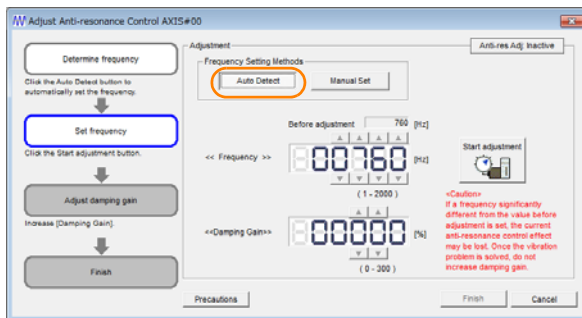 Adjust Anti-resonance Control AXIS#00
Determine frequency
Click the Auto Detect button to
automatically set the frequency.
Set frequency
Click the Start adjustment button.
Adjust damping gain
Increase [Damping Gain].
Finish
Adjustment
Anti-res Adj. Inactive
Frequency Setting Methods
Auto Detect
Manual Set
Before adjustment 760 [Hz]
<< Frequency >> 00760 [Hz]
(1 - 2000)
<<Damping Gain>> 00000 [%]
(0 - 300)
Start adjustment
<Caution>
If a frequency significantly
different from the value before
adjustment is set, the current
anti-resonance control effect
may be lost. Once the vibration
problem is solved, do not
increase damping gain.
Precautions
Finish
Cancel